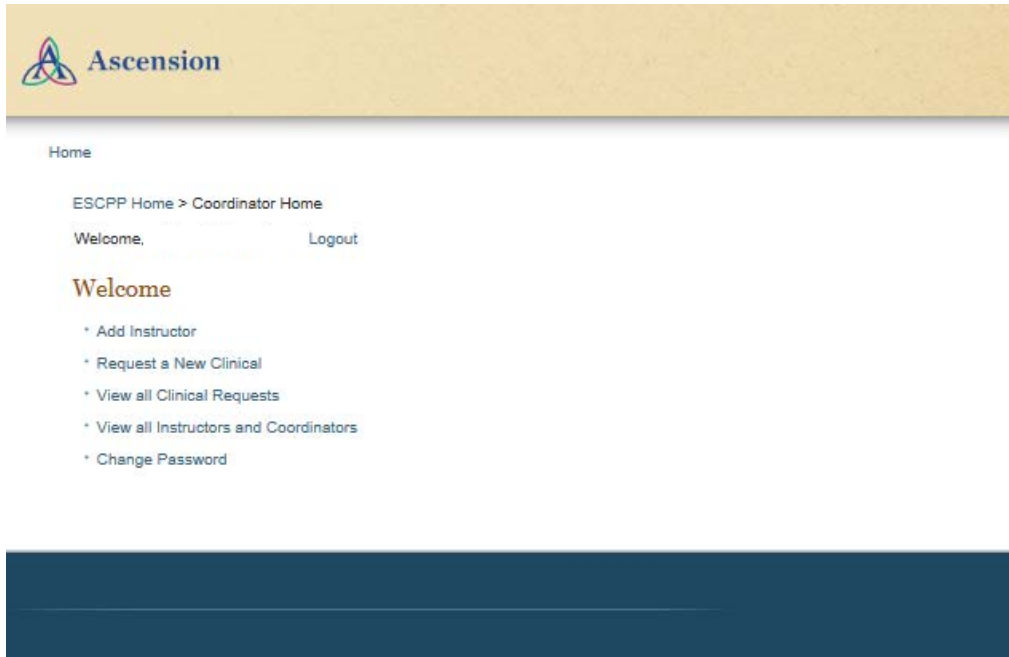 Ascension
Home
ESCPP Home > Coordinator Home
Welcome, Logout
Welcome
* Add Instructor
* Request a New Clinical
* View all Clinical Requests
* View all Instructors and Coordinators
* Change Password